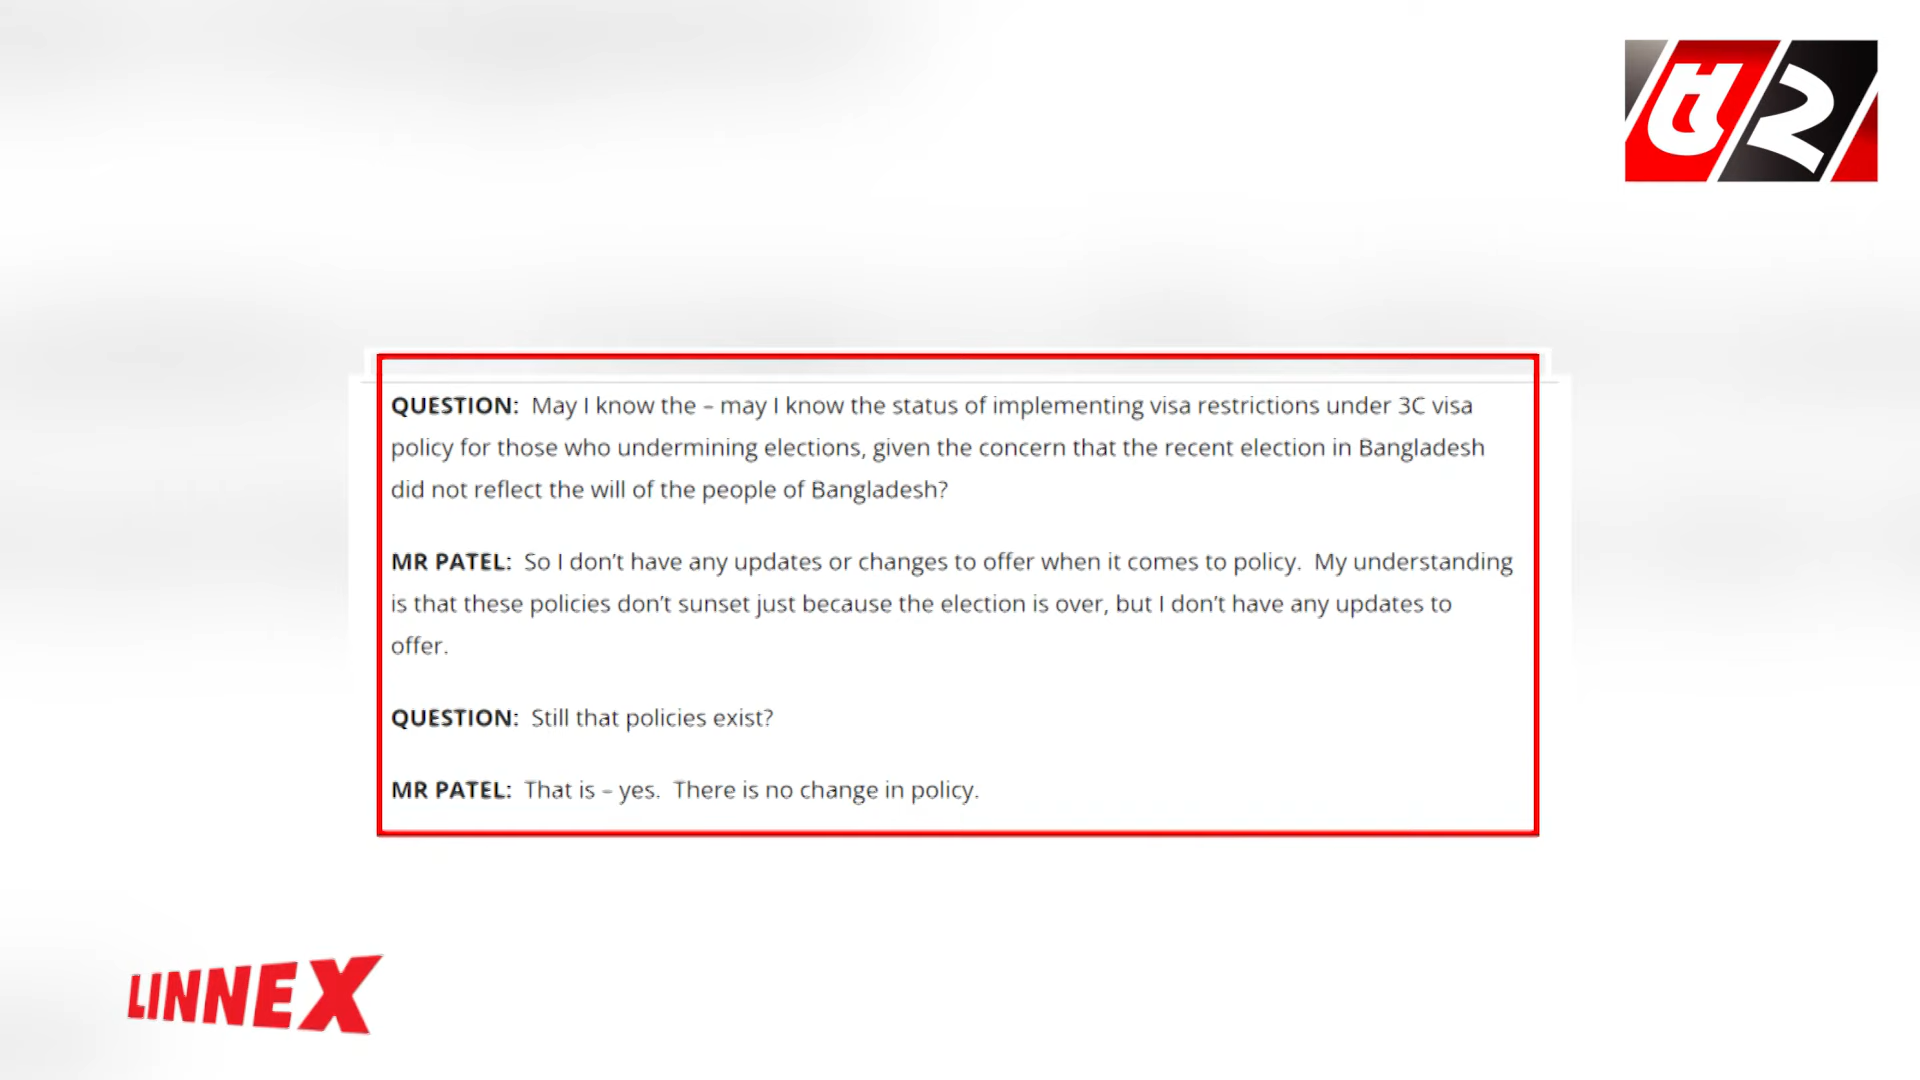 QUESTION: May I know the – may I know the status of implementing visa restrictions under 3C visa
policy for those who undermining elections, given the concern that the recent election in Bangladesh
did not reflect the will of the people of Bangladesh?
MR PATEL: So I don’t have any updates or changes to offer when it comes to policy. My understanding
is that these policies don’t sunset just because the election is over, but I don’t have any updates to
offer.
QUESTION: Still that policies exist?
MR PATEL: That is – yes. There is no change in policy.
LINNEX